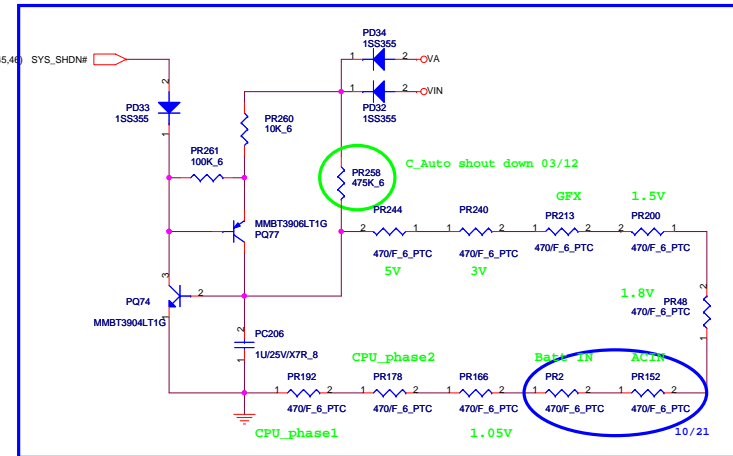 5,46) SYS_SHDN#
2
PD33
1SS355
1
PR261
100K_6
PR260
10K_6
PD34
1SS355
1 2
VA
1 2
VIN
PD32
1SS355
PR258
475K_6
C_Auto shout down 03/12
MMBT3906LT1G
PQ77
3
2
1
PQ74
MMBT3904LT1G
2
PC206
1U/25V/X7R_8
1
PR244
2 1
470/F_6_PTC
5V
PR240
1 2
470/F_6_PTC
3V
GFX
PR213
1 2
470/F_6_PTC
1.5V
PR200
2 1
470/F_6_PTC
1.8V
2
PR48
470/F_6_PTC
1
CPU_phase2
Batt IN
ACIN
PR192
1 2
470/F_6_PTC
CPU_phase1
PR178
1 2
470/F_6_PTC
PR166
1 2
470/F_6_PTC
1.05V
PR2
1 2
470/F_6_PTC
PR152
1 2
470/F_6_PTC
10/21